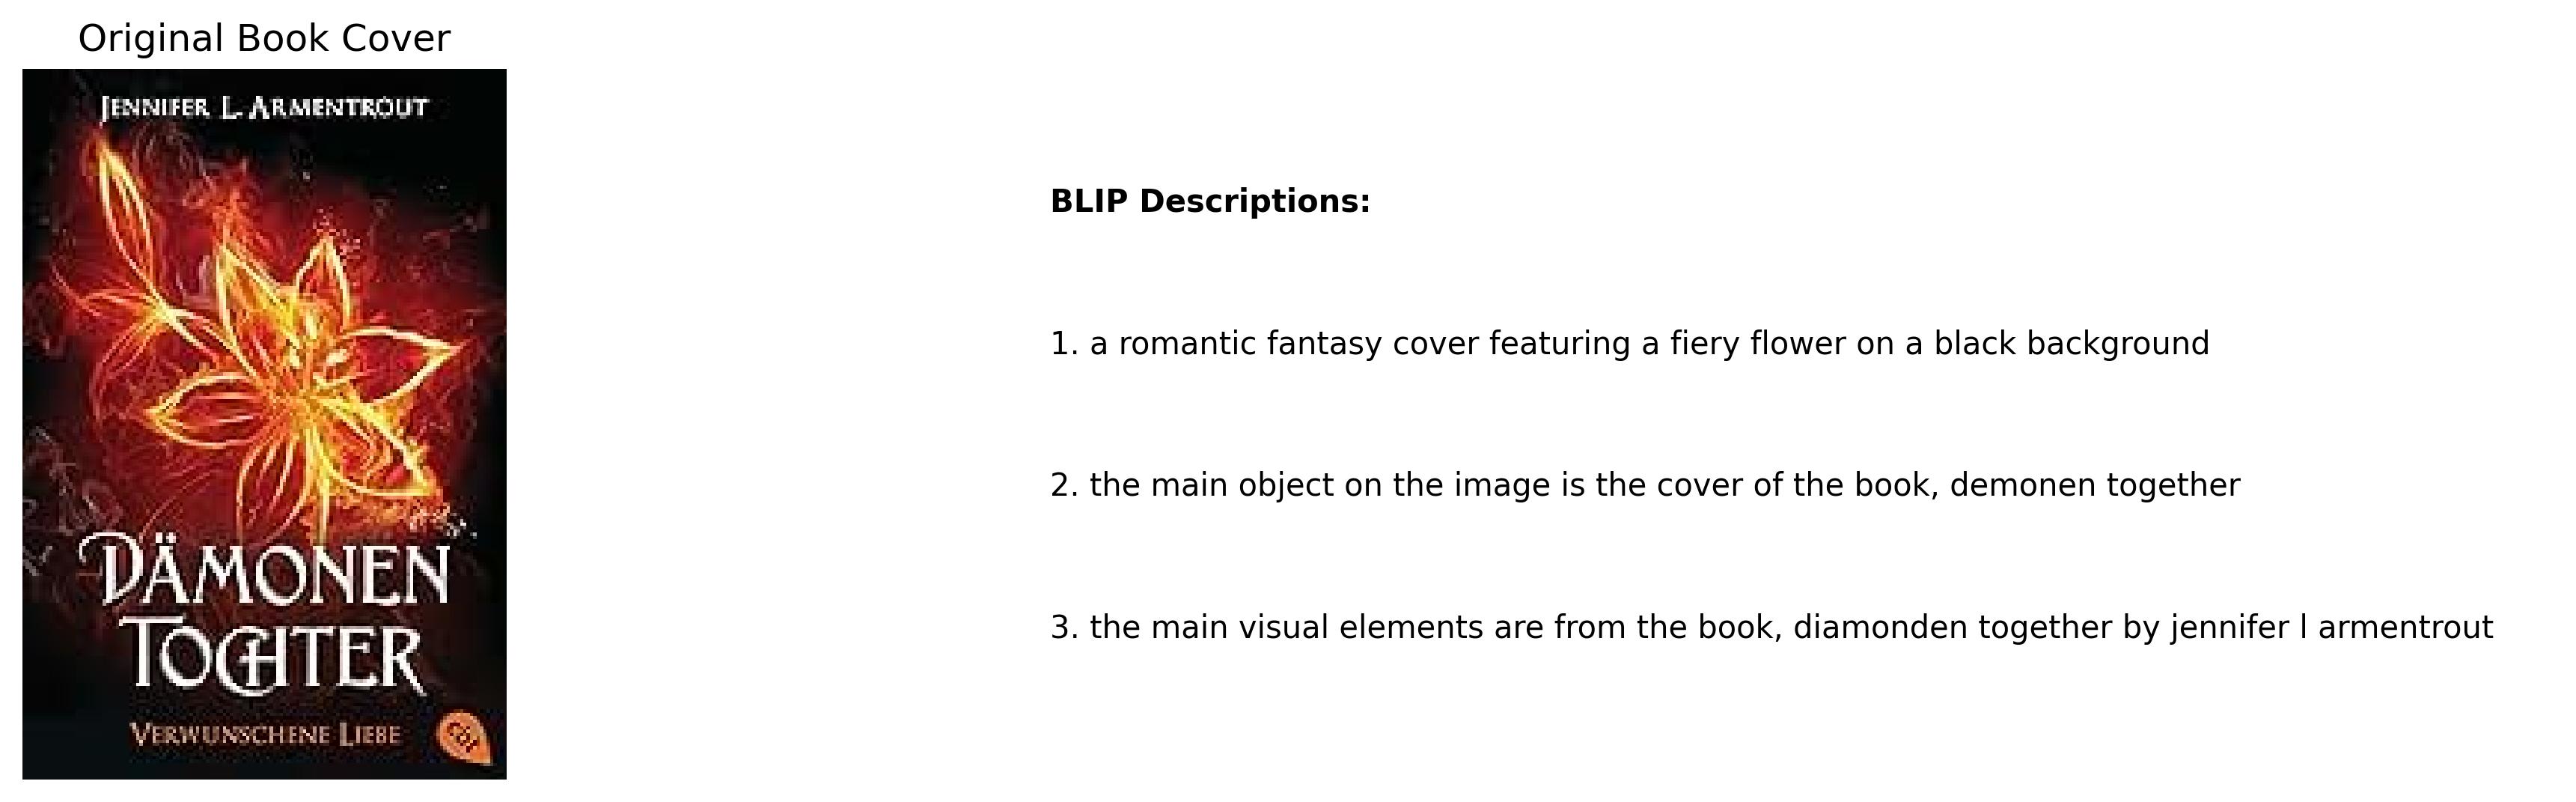 Original Book Cover
JENNIFER L. ARMENTROUT
DÄMONEN
TOCHTER
VERWUNSCHENE LIEBE
cbt
BLIP Descriptions:
1. a romantic fantasy cover featuring a fiery flower on a black background
2. the main object on the image is the cover of the book, demonen together
3. the main visual elements are from the book, diamonden together by jennifer l armentrout